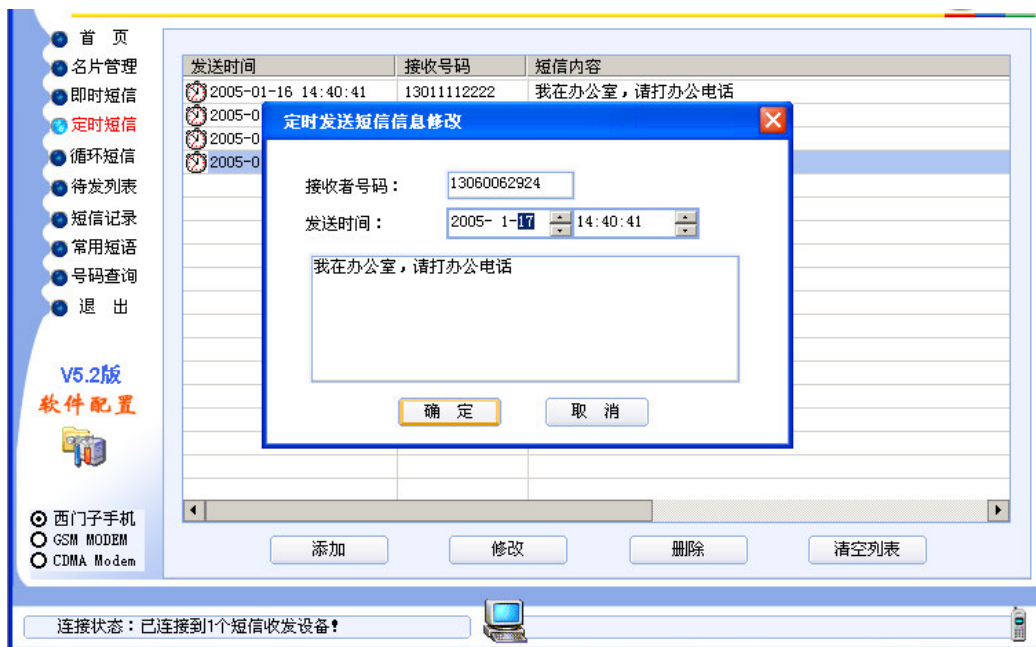 首 页
名片管理
即时短信
定时短信
循环短信
待发列表
短信记录
常用短语
号码查询
退 出
V5.2版
软件配置
西门子手机
GSM MODEM
CDMA Modem
发送时间 接收号码 短信内容
2005-01-16 14:40:41 13011112222 我在办公室，请打办公电话
2005-0
2005-0
2005-0
定时发送短信信息修改
接收者号码： 13060062924
发送时间： 2005- 1-17 14:40:41
我在办公室，请打办公电话
确 定 取 消
添加 修改 删除 清空列表
连接状态：已连接到1个短信收发设备！